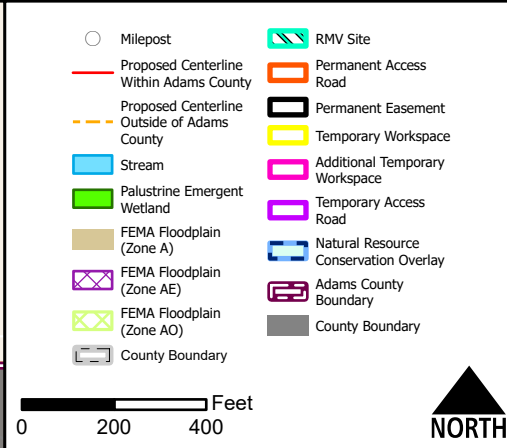 Milepost
Proposed Centerline
Within Adams County
Proposed Centerline
Outside of Adams
County
Stream
Palustrine Emergent
Wetland
FEMA Floodplain
(Zone A)
FEMA Floodplain
(Zone AE)
FEMA Floodplain
(Zone AO)
County Boundary
RMV Site
Permanent Access
Road
Permanent Easement
Temporary Workspace
Additional Temporary
Workspace
Temporary Access
Road
Natural Resource
Conservation Overlay
Adams County
Boundary
County Boundary
Feet
0 200 400
NORTH